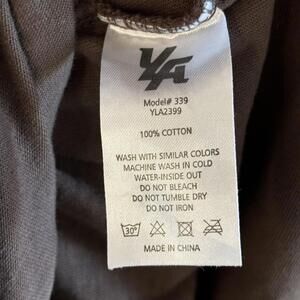 YLA
Model# 339
YLA2399
100% COTTON
WASH WITH SIMILAR COLORS
MACHINE WASH IN COLD
WATER-INSIDE OUT
DO NOT BLEACH
DO NOT TUMBLE DRY
DO NOT IRON
30°
MADE IN CHINA